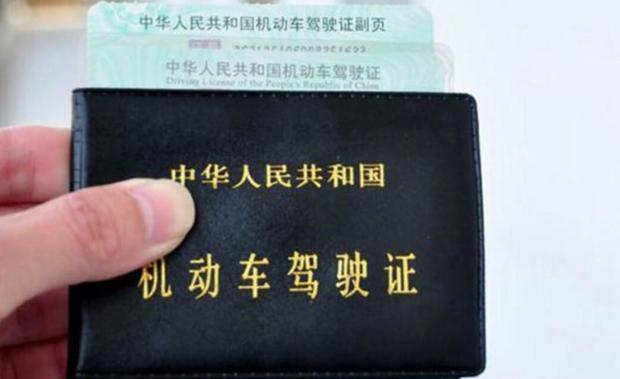 中华人民共和国机动车驾驶证副页
中华人民共和国机动车驾驶证
Driving License of the People's Republic of China
中华人民共和国
机动车驾驶证